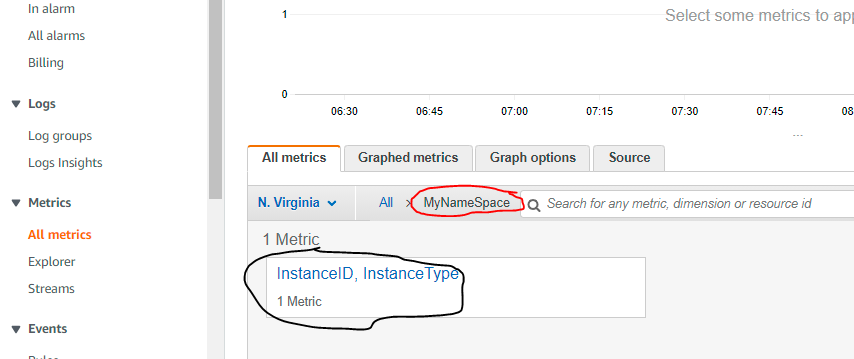 In alarm
All alarms
Billing
Logs
Log groups
Logs Insights
Metrics
All metrics
Explorer
Streams
Events
1
Select some metrics to app
0
06:30 06:45 07:00 07:15 07:30 07:45 08
...
All metrics Graphed metrics Graph options Source
N. Virginia All > MyNameSpace Search for any metric, dimension or resource id
1 Metric
InstanceID, InstanceType
1 Metric